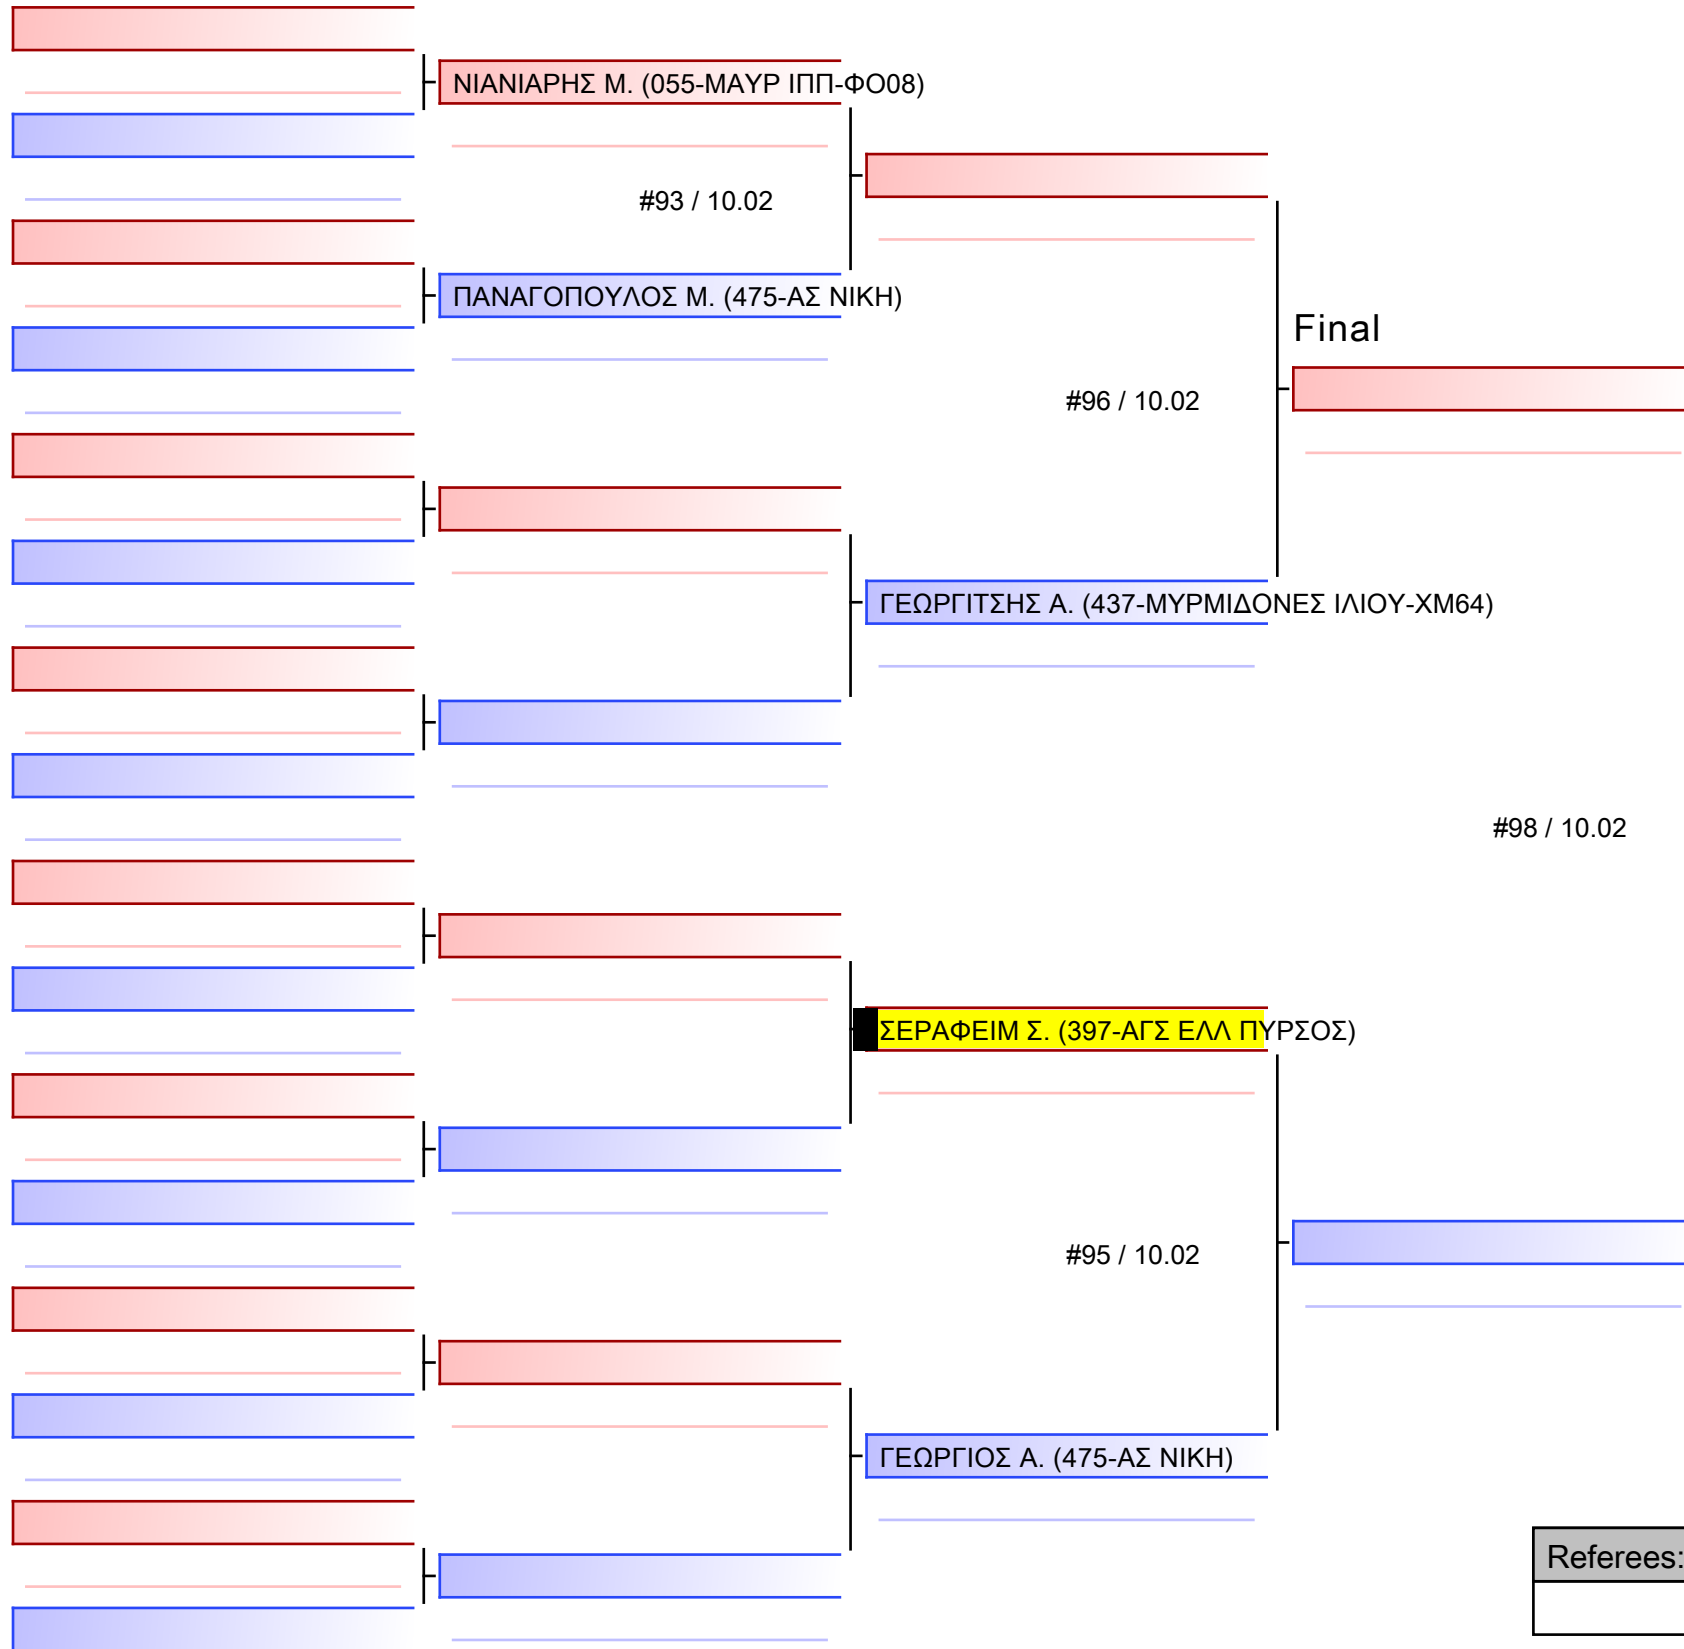 ΝΙΑΝΙΑΡΗΣ Μ. (055-ΜΑΥΡ ΙΠΠ-ΦΟ08)
#93 / 10.02
ΠΑΝΑΓΟΠΟΥΛΟΣ Μ. (475-ΑΣ ΝΙΚΗ)
Final
#96 / 10.02
ΓΕΩΡΓΙΤΣΗΣ Α. (437-ΜΥΡΜΙΔΟΝΕΣ ΙΛΙΟΥ-ΧΜ64)
#98 / 10.02
ΣΕΡΑΦΕΙΜ Σ. (397-ΑΓΣ ΕΛΛ ΠΥΡΣΟΣ)
#95 / 10.02
ΓΕΩΡΓΙΟΣ Α. (475-ΑΣ ΝΙΚΗ)
Referees: